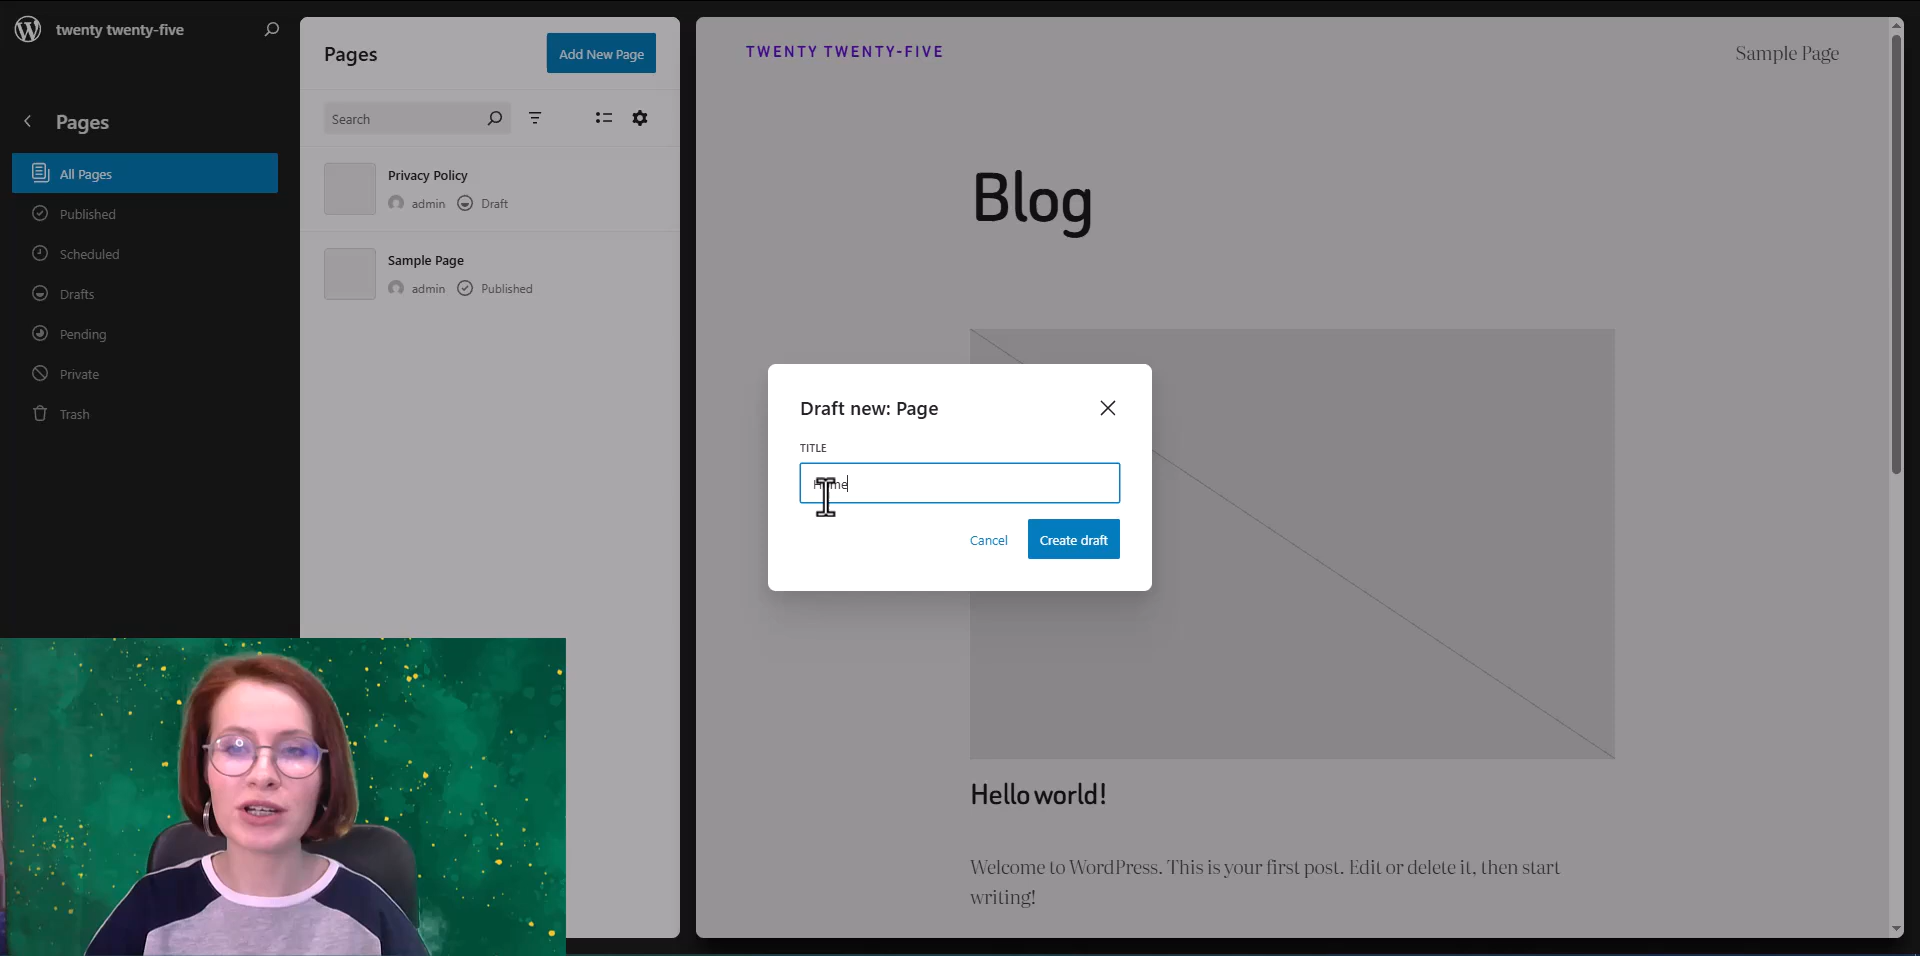 twenty twenty-five
Pages
All Pages
Published
Scheduled
Drafts
Pending
Private
Trash
Pages
Add New Page
Search
Privacy Policy
admin Draft
Sample Page
admin Published
TWENTY TWENTY-FIVE
Sample Page
Blog
Draft new: Page
TITLE
Cancel
Create draft
Hello world!
Welcome to WordPress. This is your first post. Edit or delete it, then start
writing!